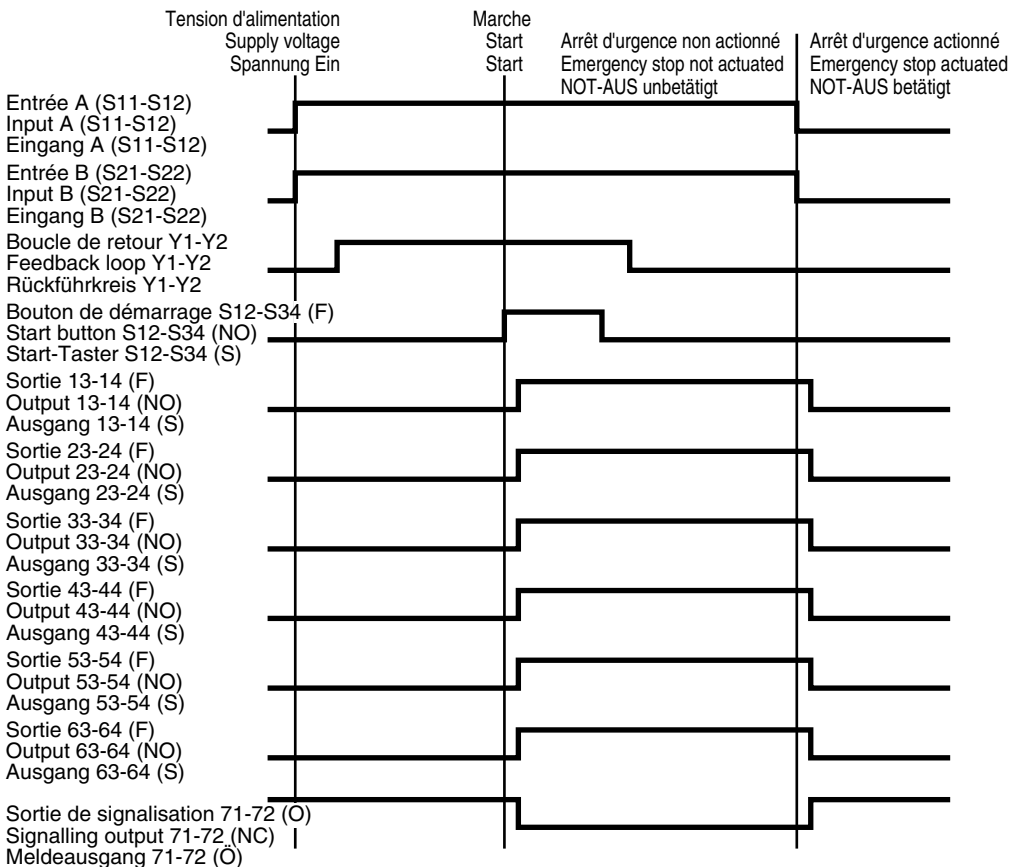 Tension d'alimentation
Supply voltage
Spannung Ein
Marche
Start
Start
Arrêt d'urgence non actionné
Emergency stop not actuated
NOT-AUS unbetätigt
Arrêt d'urgence actionné
Emergency stop actuated
NOT-AUS betätigt
Entrée A (S11-S12)
Input A (S11-S12)
Eingang A (S11-S12)
Entrée B (S21-S22)
Input B (S21-S22)
Eingang B (S21-S22)
Boucle de retour Y1-Y2
Feedback loop Y1-Y2
Rückführkreis Y1-Y2
Bouton de démarrage S12-S34 (F)
Start button S12-S34 (NO)
Start-Taster S12-S34 (S)
Sortie 13-14 (F)
Output 13-14 (NO)
Ausgang 13-14 (S)
Sortie 23-24 (F)
Output 23-24 (NO)
Ausgang 23-24 (S)
Sortie 33-34 (F)
Output 33-34 (NO)
Ausgang 33-34 (S)
Sortie 43-44 (F)
Output 43-44 (NO)
Ausgang 43-44 (S)
Sortie 53-54 (F)
Output 53-54 (NO)
Ausgang 53-54 (S)
Sortie 63-64 (F)
Output 63-64 (NO)
Ausgang 63-64 (S)
Sortie de signalisation 71-72 (O)
Signalling output 71-72 (NC)
Meldeausgang 71-72 (Ö)